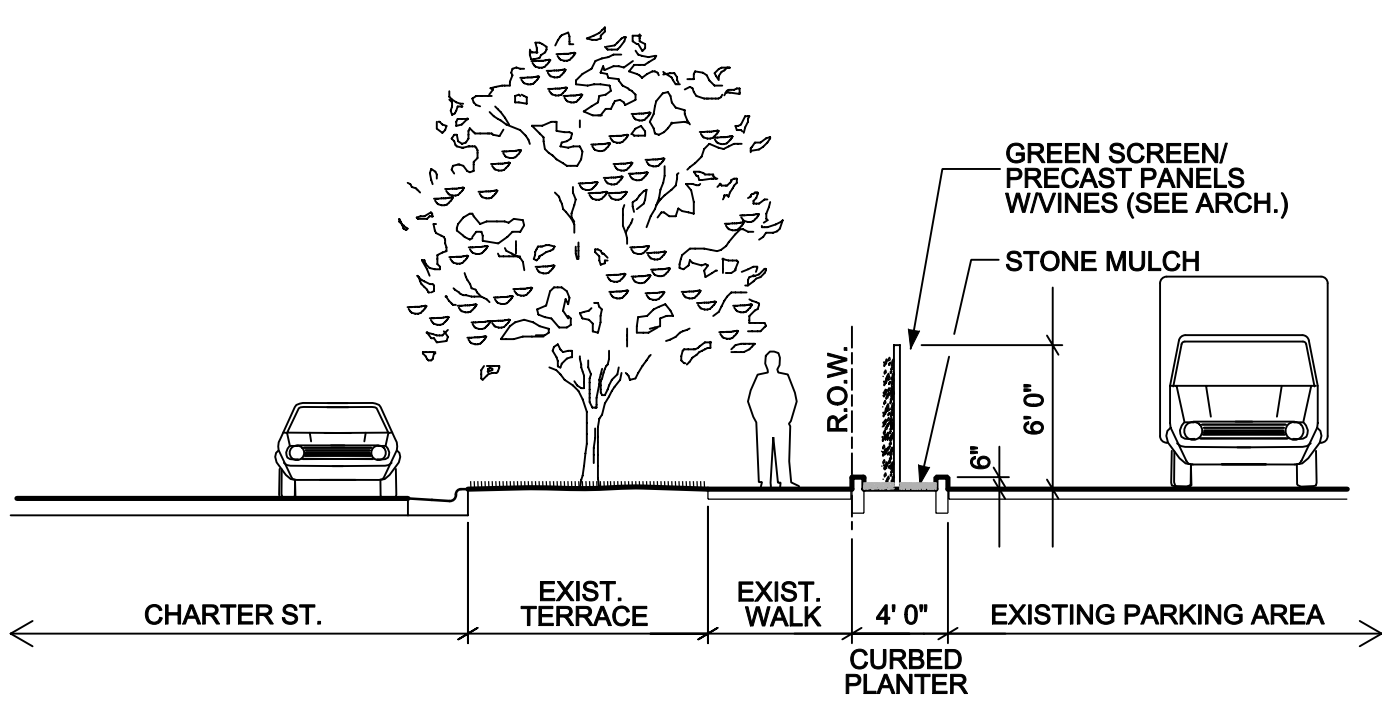 GREEN SCREEN/
PRECAST PANELS
W/VINES (SEE ARCH.)
STONE MULCH
R.O.W.
6' 0"
6"
CHARTER ST.
EXIST.
TERRACE
EXIST.
WALK
4' 0"
EXISTING PARKING AREA
CURBED
PLANTER